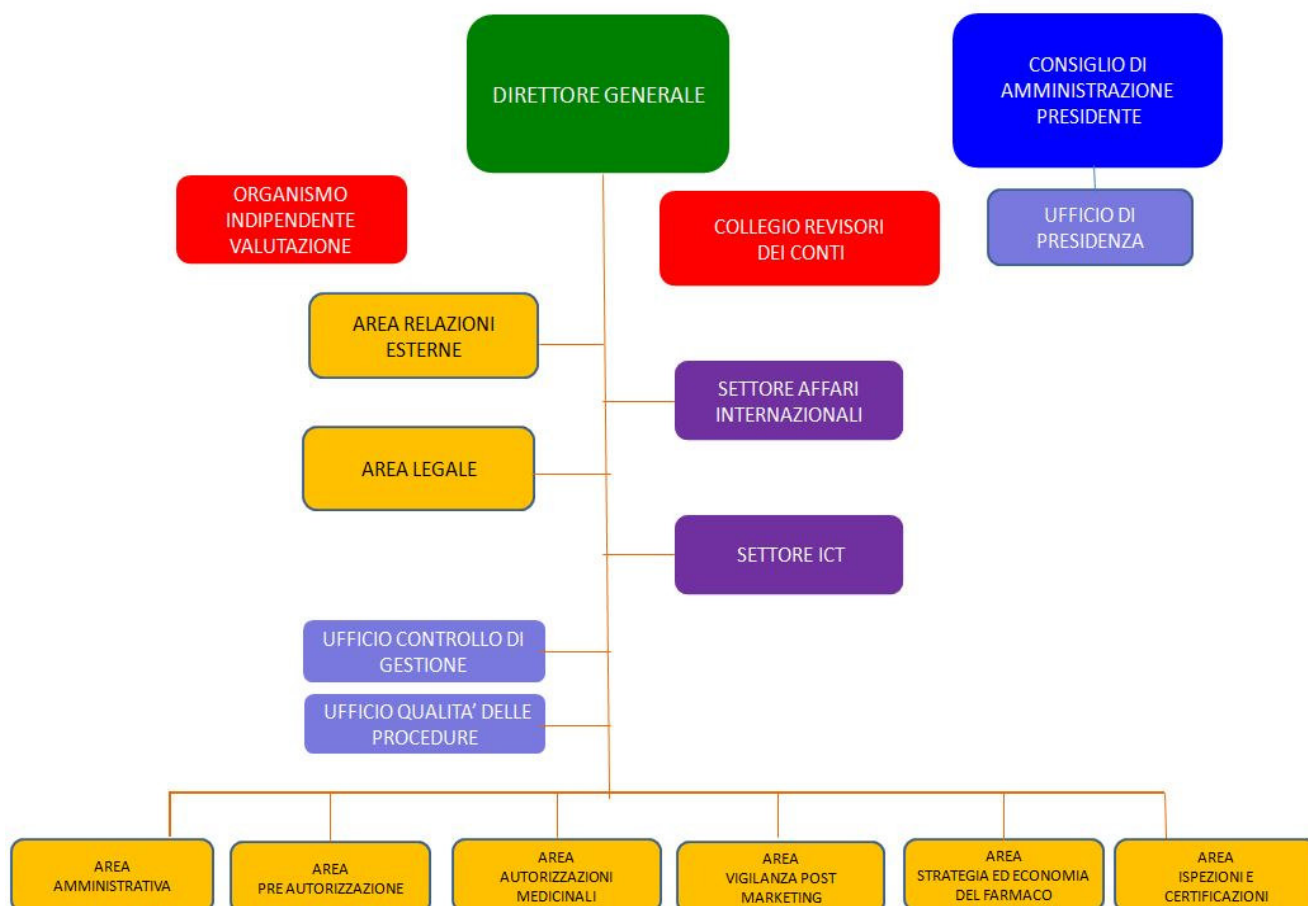 DIRETTORE GENERALE
CONSIGLIO DI
AMMINISTRAZIONE
PRESIDENTE
ORGANISMO
INDIPENDENTE
VALUTAZIONE
COLLEGIO REVISORI
DEI CONTI
UFFICIO DI
PRESIDENZA
AREA RELAZIONI
ESTERNE
SETTORE AFFARI
INTERNAZIONALI
AREA LEGALE
SETTORE ICT
UFFICIO CONTROLLO DI
GESTIONE
UFFICIO QUALITA’ DELLE
PROCEDURE
AREA
AMMINISTRATIVA
AREA
PRE AUTORIZZAZIONE
AREA
AUTORIZZAZIONI
MEDICINALI
AREA
VIGILANZA POST
MARKETING
AREA
STRATEGIA ED ECONOMIA
DEL FARMACO
AREA
ISPEZIONI E
CERTIFICAZIONI